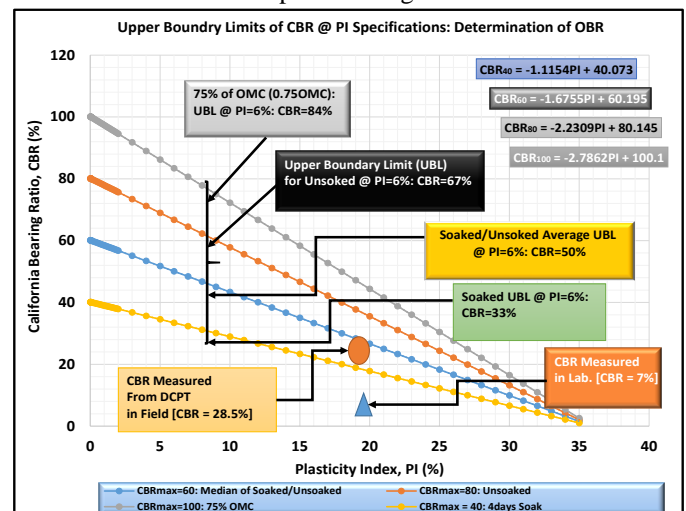 Upper Boundry Limits of CBR @ PI Specifications: Determination of OBR
120
100
80
60
40
20
0
California Bearing Ratio, CBR (%)
75% of OMC (0.75OMC):
UBL @ PI=6%: CBR=84%
Upper Boundary Limit (UBL)
for Unsoked @ PI=6%: CBR=67%
CBR40 = -1.1154PI + 40.073
CBR60 = -1.6755PI + 60.195
CBR80 = -2.2309PI + 80.145
CBR100 = -2.7862PI + 100.1
Soaked/Unsoked Average UBL
@ PI=6%: CBR=50%
Soaked UBL @ PI=6%:
CBR=33%
CBR Measured
in Lab. [CBR = 7%]
CBR Measured
From DCPT
in Field [CBR = 28.5%]
0 5 10 15 20 25 30 35 40
Plasticity Index, PI (%)
CBRmax=60: Median of Soaked/Unsoaked
CBRmax=80: Unsoaked
CBRmax=100: 75% OMC
CBRmax = 40: 4days Soak